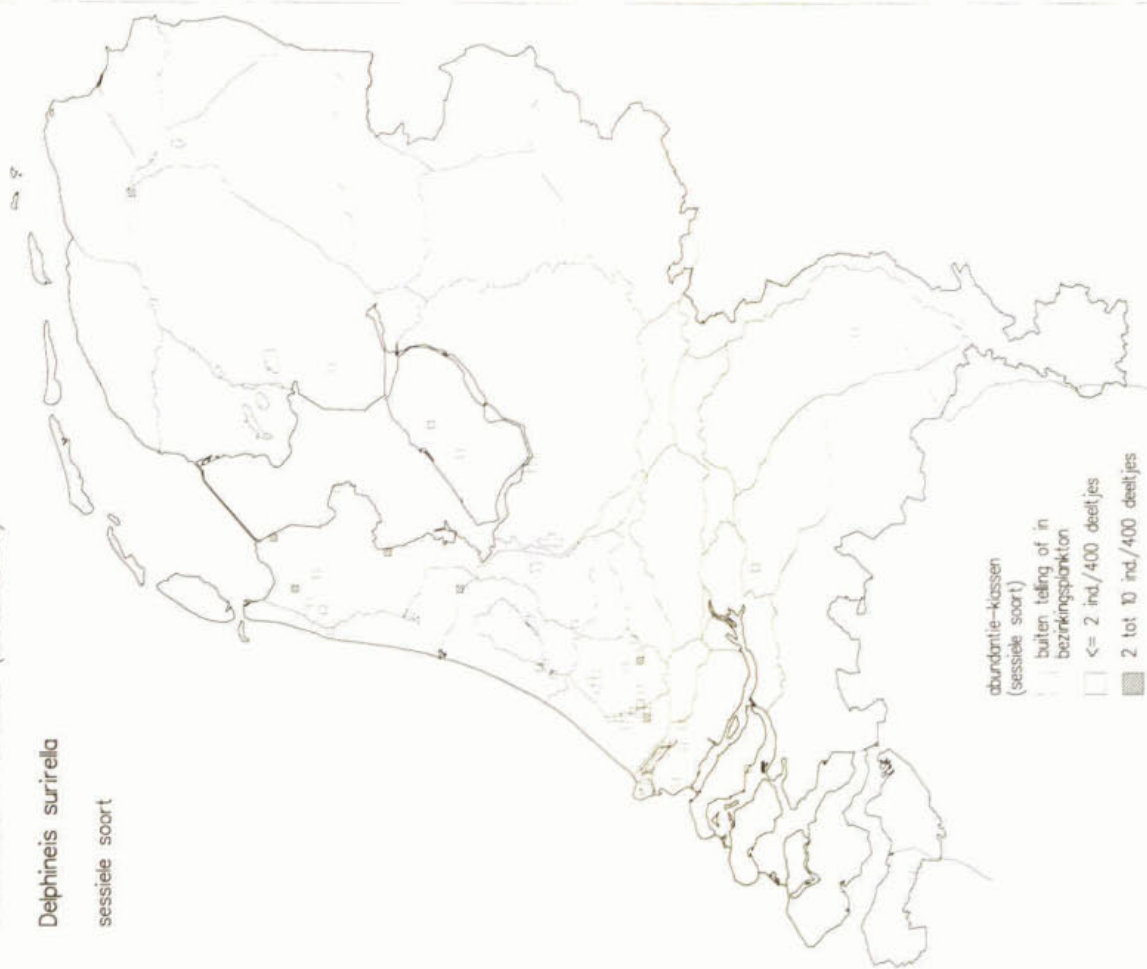 Delphineis surirella
sessiele soort
abundantie-klassen
(sessiele soort)
buiten telling of in
bezinkingsplankton
<= 2 ind./400 deeltjes
2 tot 10 ind./400 deeltjes